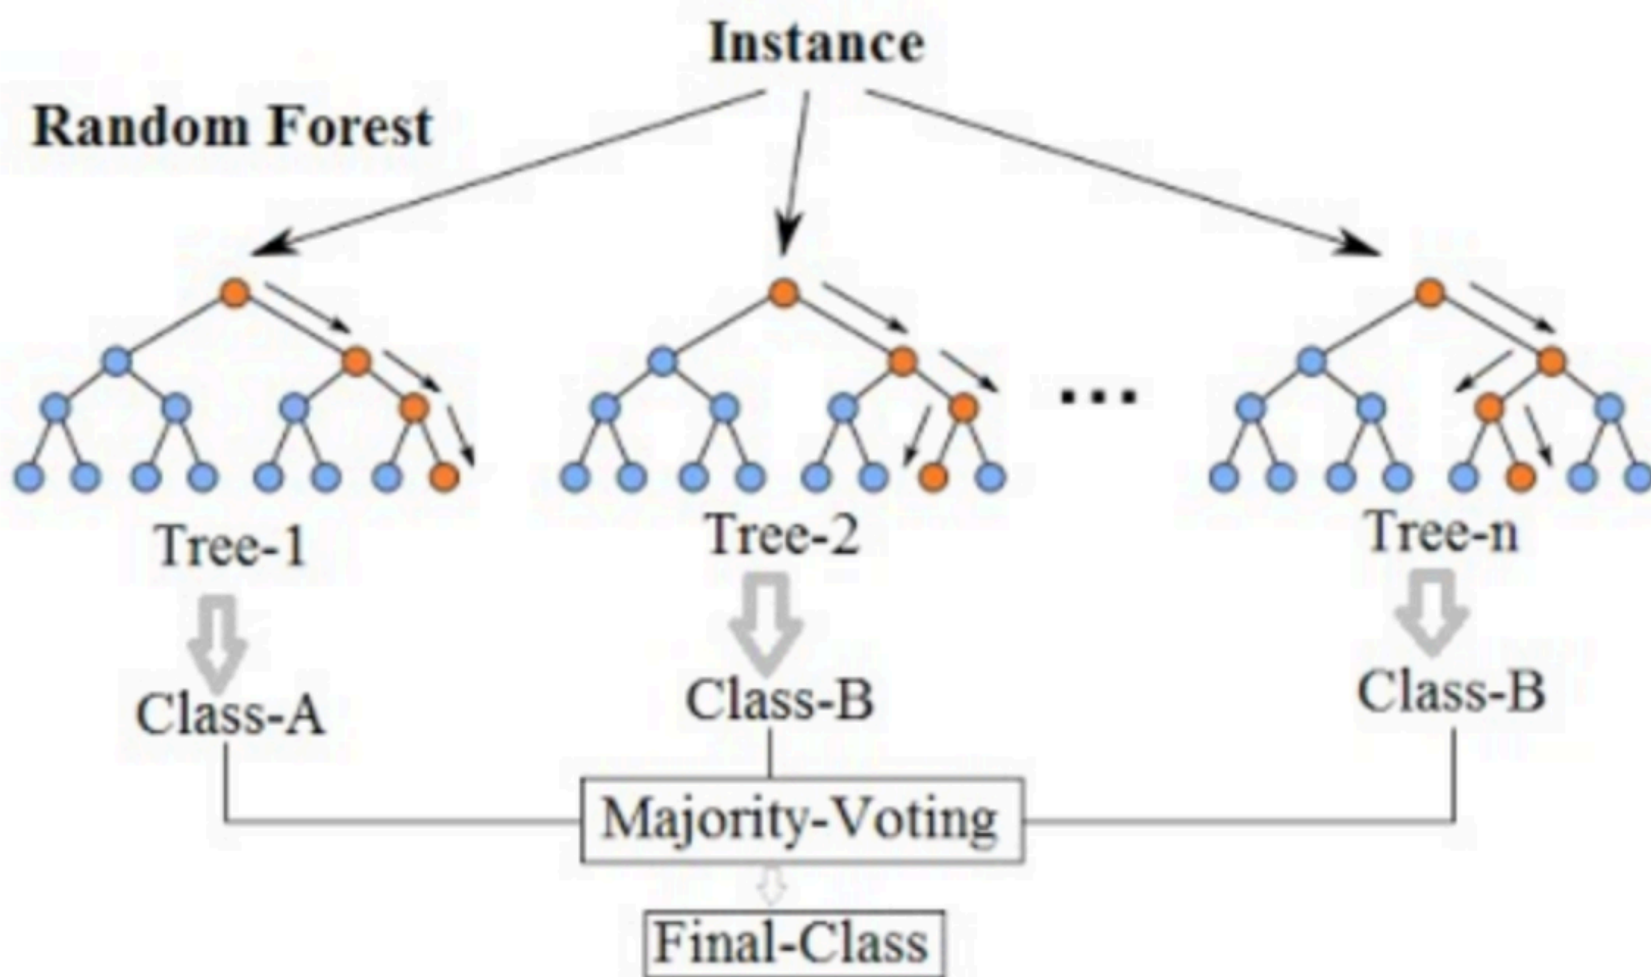 Instance
Random Forest
...
Tree-1
Tree-2
Tree-n
Class-A
Class-B
Class-B
Majority-Voting
Final-Class